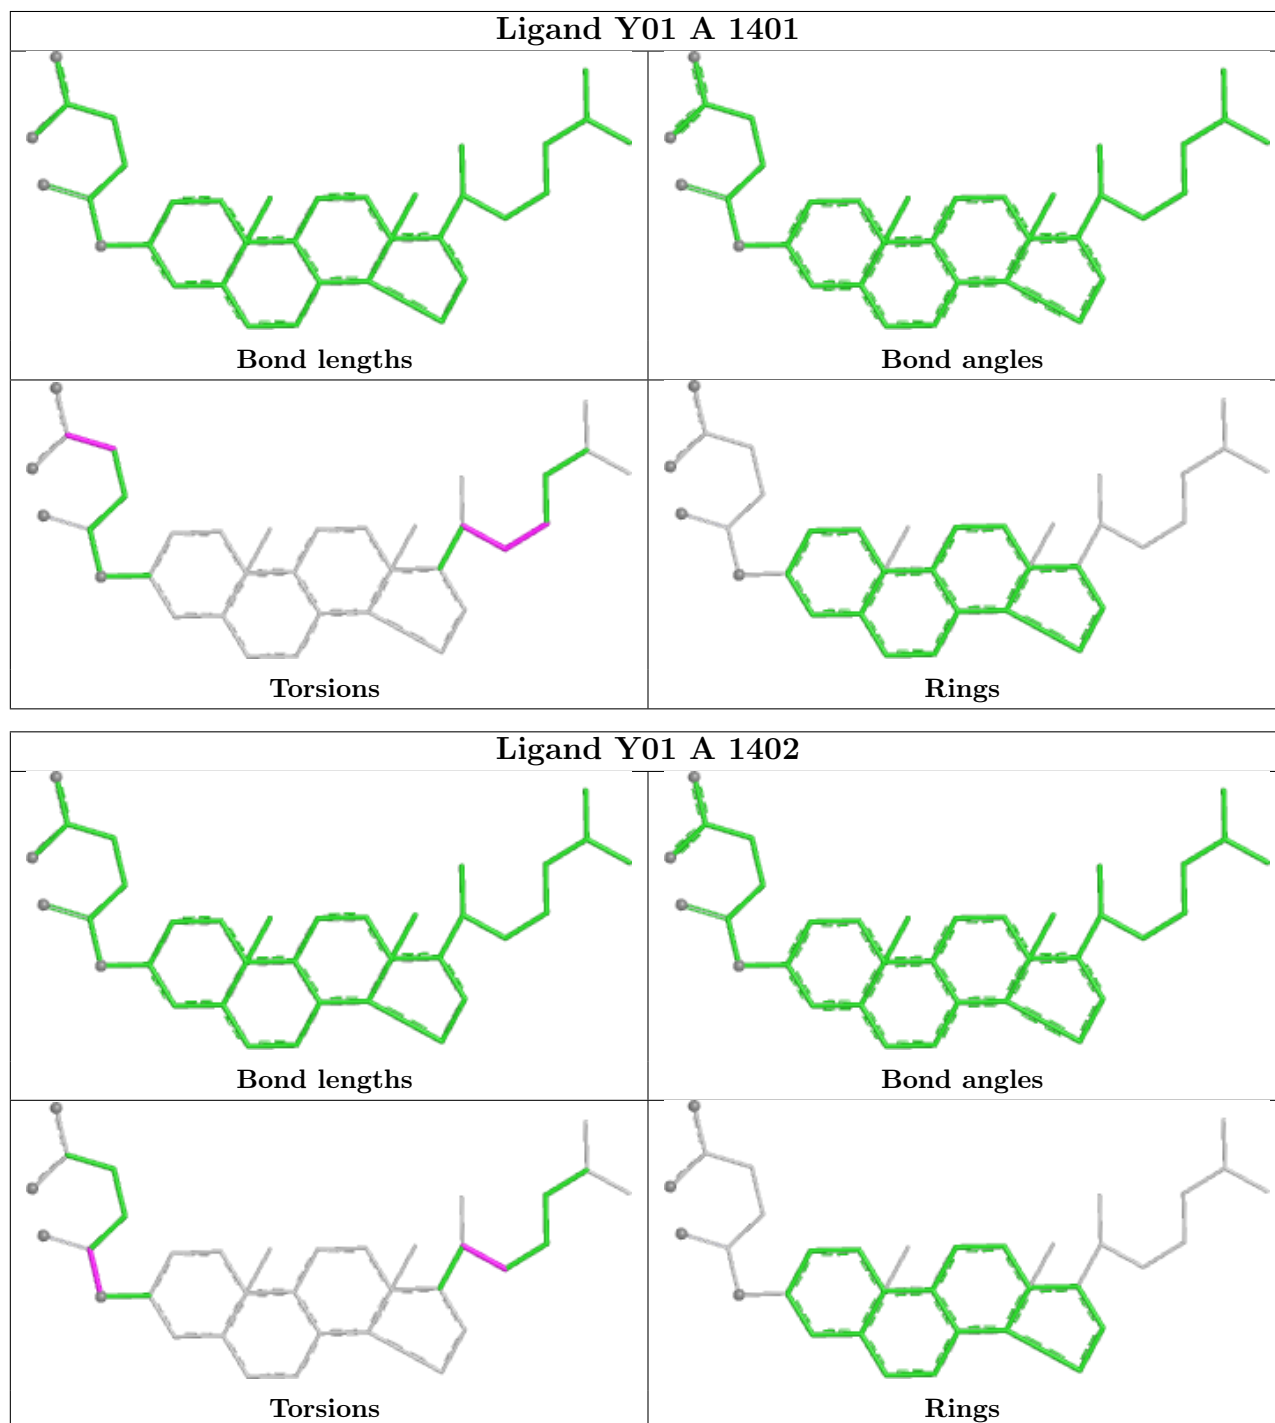 Ligand Y01 A 1401
Bond lengths
Bond angles
Torsions
Rings
Ligand Y01 A 1402
Bond lengths
Bond angles
Torsions
Rings